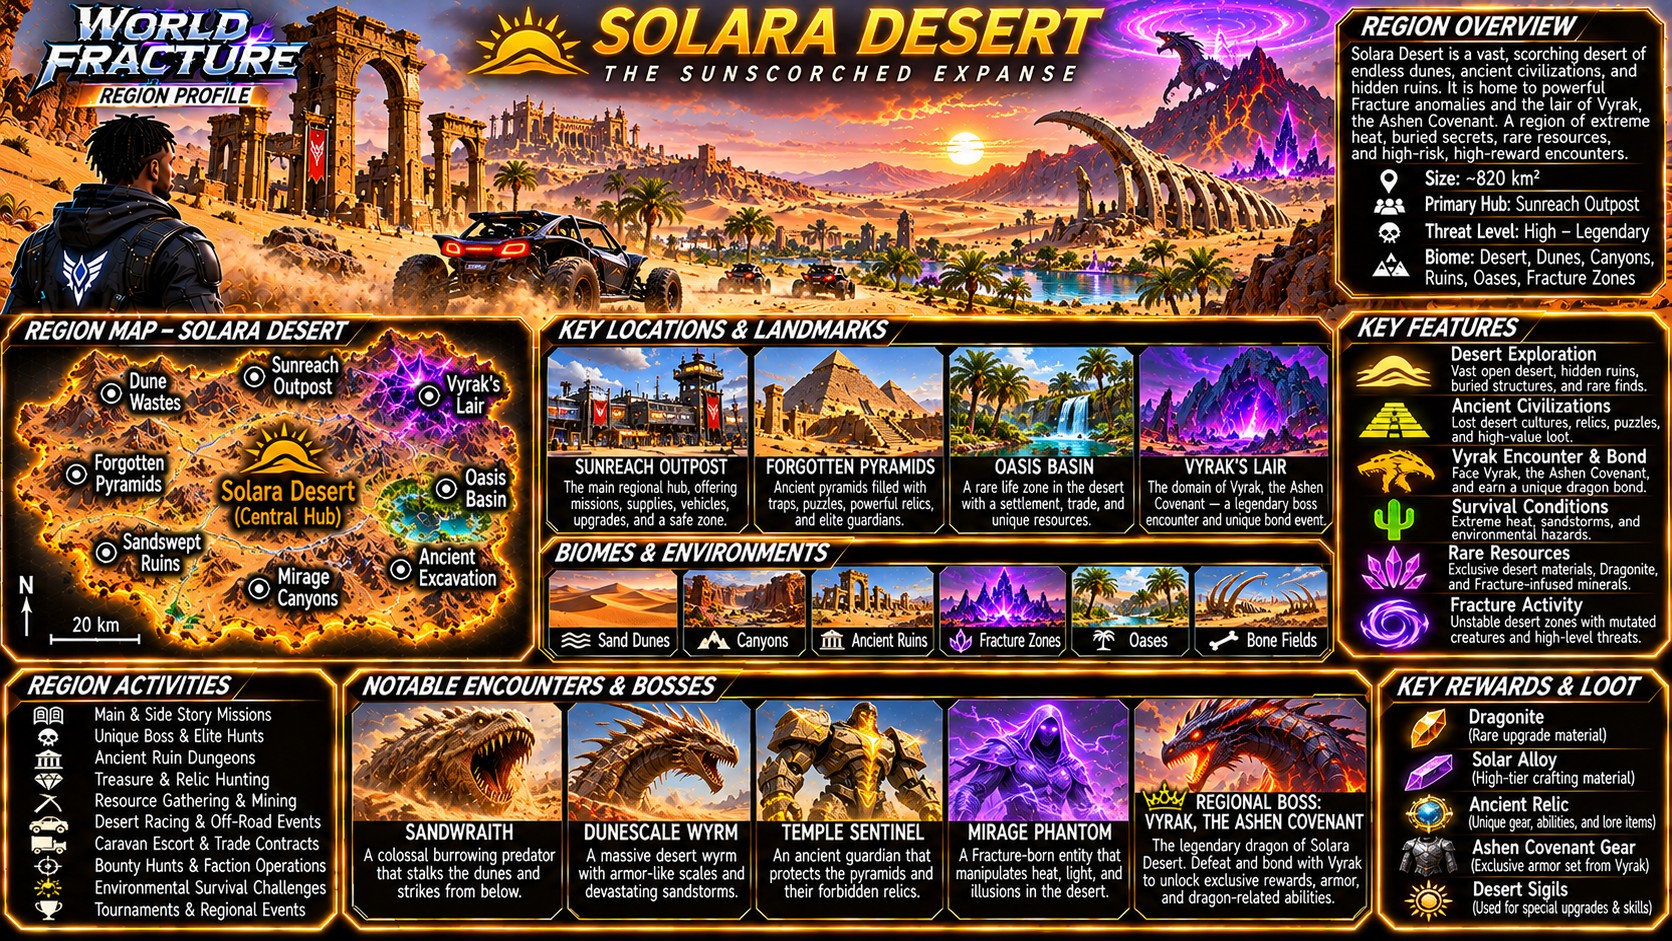 WORLD
FRACTURE
REGION PROFILE
SOLARA DESERT
THE SUNSCORCHED EXPANSE
REGION OVERVIEW
Solara Desert is a vast, scorching desert of
endless dunes, ancient civilizations, and
hidden ruins. It is home to powerful
Fracture anomalies and the lair of Vyrak,
the Ashen Covenant. A region of extreme
heat, buried secrets, rare resources,
and high-risk, high-reward encounters.
Size: ~820 km²
Primary Hub: Sunreach Outpost
Threat Level: High – Legendary
Biome: Desert, Dunes, Canyons,
Ruins, Oases, Fracture Zones
REGION MAP – SOLARA DESERT
Dune
Wastes
Sunreach
Outpost
Vyrak's
Lair
Forgotten
Pyramids
Solara Desert
(Central Hub)
Oasis
Basin
Sandswept
Ruins
Mirage
Canyons
Ancient
Excavation
N
20 km
KEY LOCATIONS & LANDMARKS
SUNREACH OUTPOST
The main regional hub, offering
missions, supplies, vehicles,
upgrades, and a safe zone.
FORGOTTEN PYRAMIDS
Ancient pyramids filled with
traps, puzzles, powerful relics,
and elite guardians.
OASIS BASIN
A rare life zone in the desert
with a settlement, trade, and
unique resources.
VYRAK'S LAIR
The domain of Vyrak, the Ashen
Covenant — a legendary boss
encounter and unique bond event.
BIOMES & ENVIRONMENTS
Sand Dunes
Canyons
Ancient Ruins
Fracture Zones
Oases
Bone Fields
KEY FEATURES
Desert Exploration
Vast open desert, hidden ruins,
buried structures, and rare finds.
Ancient Civilizations
Lost desert cultures, relics, puzzles,
and high-value loot.
Vyrak Encounter & Bond
Face Vyrak, the Ashen Covenant,
and earn a unique dragon bond.
Survival Conditions
Extreme heat, sandstorms, and
environmental hazards.
Rare Resources
Exclusive desert materials, Dragonite,
and Fracture-infused minerals.
Fracture Activity
Unstable desert zones with mutated
creatures and high-level threats.
REGION ACTIVITIES
Main & Side Story Missions
Unique Boss & Elite Hunts
Ancient Ruin Dungeons
Treasure & Relic Hunting
Resource Gathering & Mining
Desert Racing & Off-Road Events
Caravan Escort & Trade Contracts
Bounty Hunts & Faction Operations
Environmental Survival Challenges
Tournaments & Regional Events
NOTABLE ENCOUNTERS & BOSSES
SANDWRAITH
A colossal burrowing predator
that stalks the dunes and
strikes from below.
DUNESCALE WYRM
A massive desert wyrm
with armor-like scales and
devastating sandstorms.
TEMPLE SENTINEL
An ancient guardian that
protects the pyramids and
their forbidden relics.
MIRAGE PHANTOM
A Fracture-born entity that
manipulates heat, light, and
illusions in the desert.
REGIONAL BOSS:
VYRAK, THE ASHEN COVENANT
The legendary dragon of Solara
Desert. Defeat and bond with Vyrak
to unlock exclusive rewards, armor,
and dragon-related abilities.
KEY REWARDS & LOOT
Dragonite
(Rare upgrade material)
Solar Alloy
(High-tier crafting material)
Ancient Relic
(Unique gear, abilities, and lore items)
Ashen Covenant Gear
(Exclusive armor set from Vyrak)
Desert Sigils
(Used for special upgrades & skills)